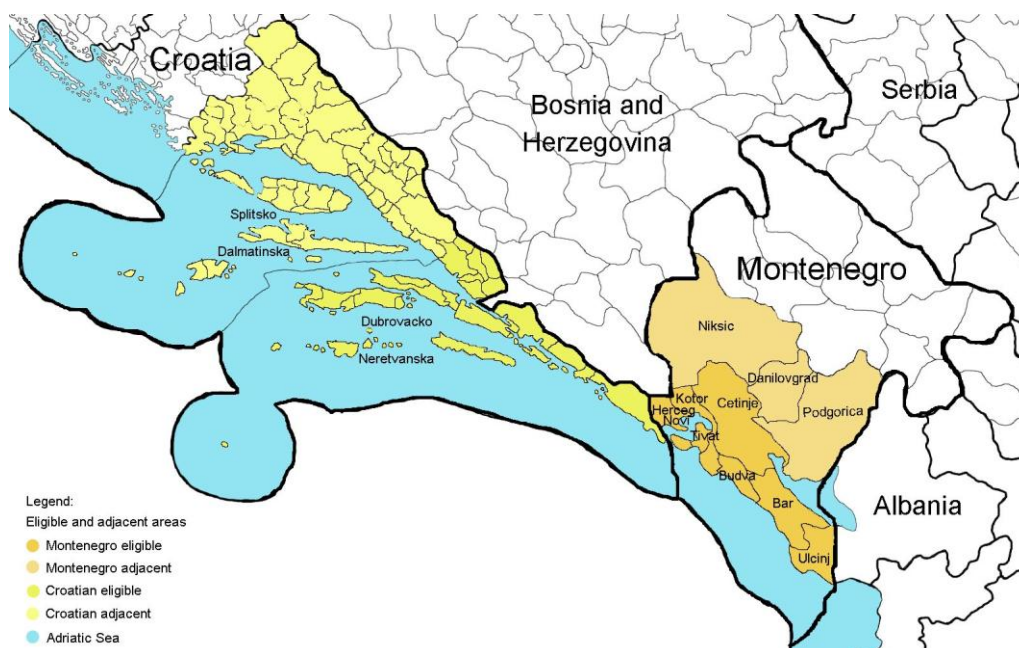 Croatia
Serbia
Bosnia and
Herzegovina
Splitsko
Dalmatinska
Montenegro
Dubrovacko
Neretvanska
Niksic
Danilovgrad
Kotor
Cetinje
Podgorica
Herceg
Novi
Tivat
Budva
Bar
Albania
Ulcinj
Legend:
Eligible and adjacent areas
Montenegro eligible
Montenegro adjacent
Croatian eligible
Croatian adjacent
Adriatic Sea